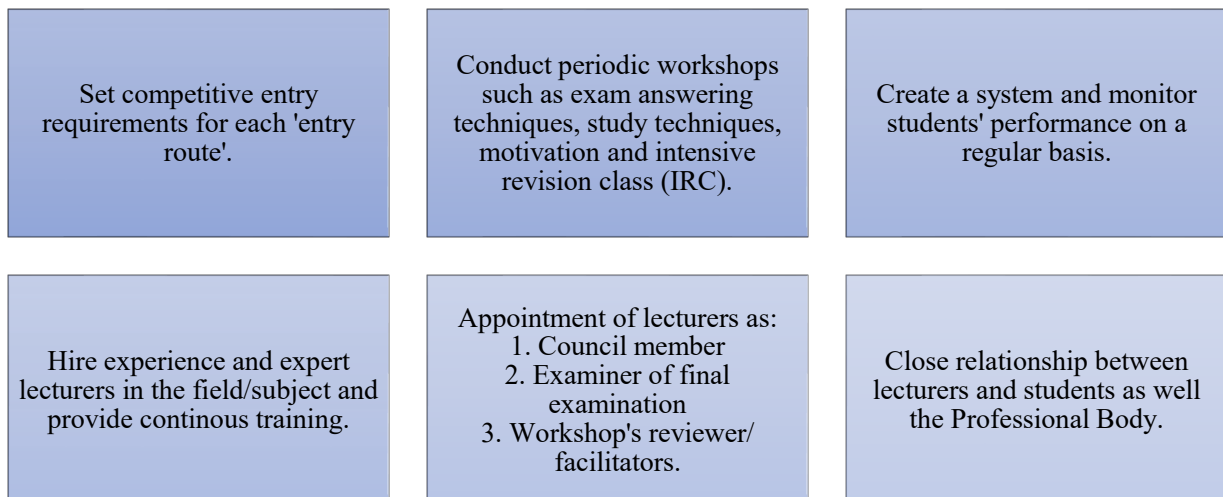 Set competitive entry
requirements for each 'entry
route'.
Conduct periodic workshops
such as exam answering
techniques, study techniques,
motivation and intensive
revision class (IRC).
Create a system and monitor
students' performance on a
regular basis.
Hire experience and expert
lecturers in the field/subject and
provide continous training.
Appointment of lecturers as:
1. Council member
2. Examiner of final
examination
3. Workshop's reviewer/
facilitators.
Close relationship between
lecturers and students as well
the Professional Body.